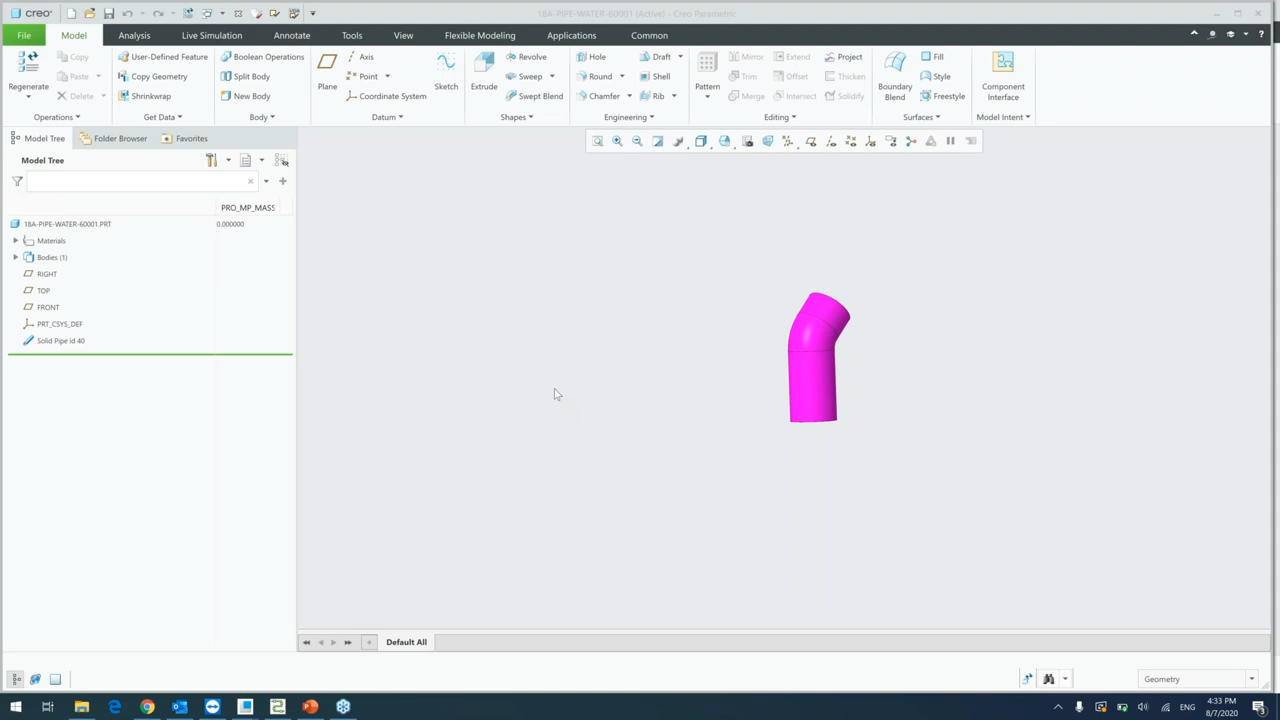 creo
18A-PIPE-WATER-60001 (Active) - Creo Parametric
File Model Analysis Live Simulation Annotate Tools View Flexible Modeling Applications Common
Regenerate
Copy
Paste
Delete
Operations
User-Defined Feature
Copy Geometry
Shrinkwrap
Get Data
Boolean Operations
Split Body
New Body
Body
Plane
Axis
Point
Coordinate System
Sketch
Datum
Extrude
Revolve
Sweep
Swept Blend
Shapes
Hole
Round
Chamfer
Draft
Shell
Rib
Engineering
Pattern
Mirror
Trim
Merge
Extend
Offset
Intersect
Project
Thicken
Solidify
Editing
Boundary
Blend
Fill
Style
Freestyle
Surfaces
Component
Interface
Model Intent
Model Tree Folder Browser Favorites
Model Tree
PRO_MP_MASS
18A-PIPE-WATER-60001.PRT 0.000000
Materials
Bodies (1)
RIGHT
TOP
FRONT
PRT_CSYS_DEF
Solid Pipe id 40
Default All
Geometry
ENG
4:33 PM
8/7/2020
3